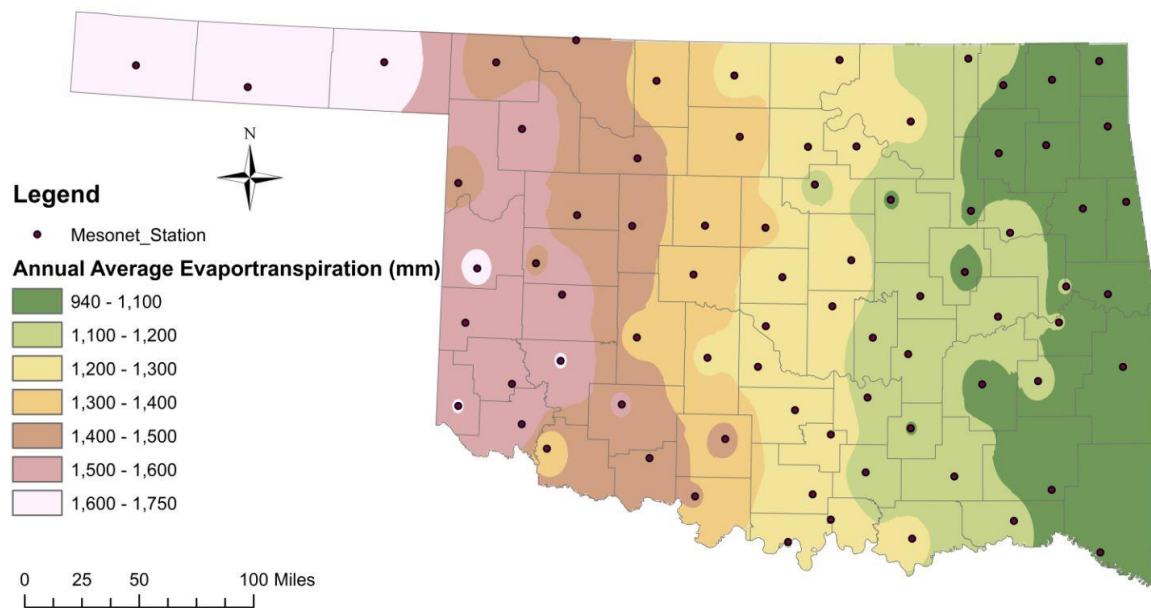 N
Legend
Mesonet_Station
Annual Average Evaportranspiration (mm)
940 - 1,100
1,100 - 1,200
1,200 - 1,300
1,300 - 1,400
1,400 - 1,500
1,500 - 1,600
1,600 - 1,750
0 25 50 100 Miles